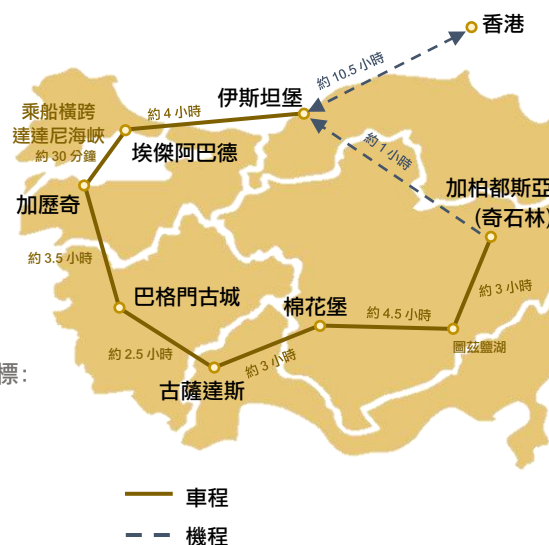 香港
約 10.5 小時
伊斯坦堡
約 4 小時
乘船橫跨
達達尼海峽
約 30 分鐘
埃傑阿巴德
約 1 小時
加柏都斯亞
(奇石林)
加歷奇
約 3.5 小時
約 3 小時
巴格門古城
棉花堡
約 4.5 小時
圖茲鹽湖
約 2.5 小時
約 3 小時
古薩達斯
標：
車程
機程